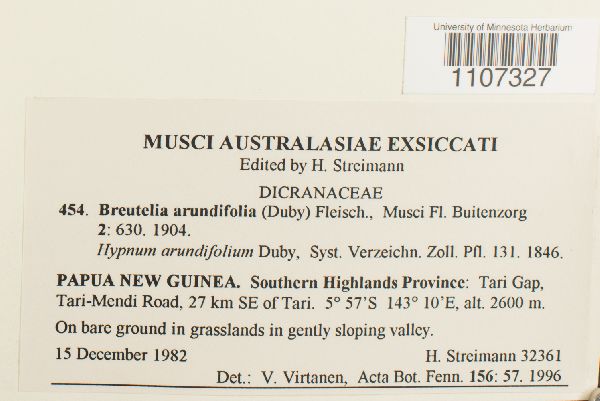 University of Minnesota Herbarium
1107327
MUSCI AUSTRALASIAE EXSICCATI
Edited by H. Streimann
DICRANACEAE
454. Breutelia arundifolia (Duby) Fleisch., Musci Fl. Buitenzorg
2: 630. 1904.
Hypnum arundifolium Duby, Syst. Verzeichn. Zoll. Pfl. 131. 1846.
PAPUA NEW GUINEA. Southern Highlands Province: Tari Gap,
Tari-Mendi Road, 27 km SE of Tari. 5° 57'S 143° 10'E, alt. 2600 m.
On bare ground in grasslands in gently sloping valley.
15 December 1982 H. Streimann 32361
Det.: V. Virtanen, Acta Bot. Fenn. 156: 57. 1996